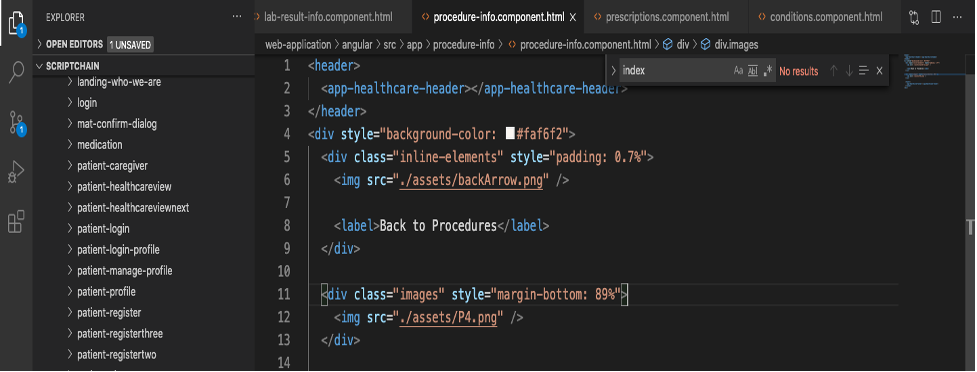 EXPLORER
OPEN EDITORS 1 UNSAVED
SCRIPTCHAIN
landing-who-we-are
login
mat-confirm-dialog
medication
patient-caregiver
patient-healthcareview
patient-healthcareviewnext
patient-login
patient-login-profile
patient-manage-profile
patient-profile
patient-register
patient-registerthree
patient-registertwo
lab-result-info.component.html procedure-info.component.html prescriptions.component.html conditions.component.html
web-application > angular > src > app > procedure-info > procedure-info.component.html > div > div.images
index Aa Abl .* No results
1 <header>
2 <app-healthcare-header></app-healthcare-header>
3 </header>
4 <div style="background-color: #faf6f2">
5 <div class="inline-elements" style="padding: 0.7%">
6 <img src="./assets/backArrow.png" />
7
8 <label>Back to Procedures</label>
9 </div>
10
11 <div class="images" style="margin-bottom: 89%">
12 <img src="./assets/P4.png" />
13 </div>
14
1
1
T